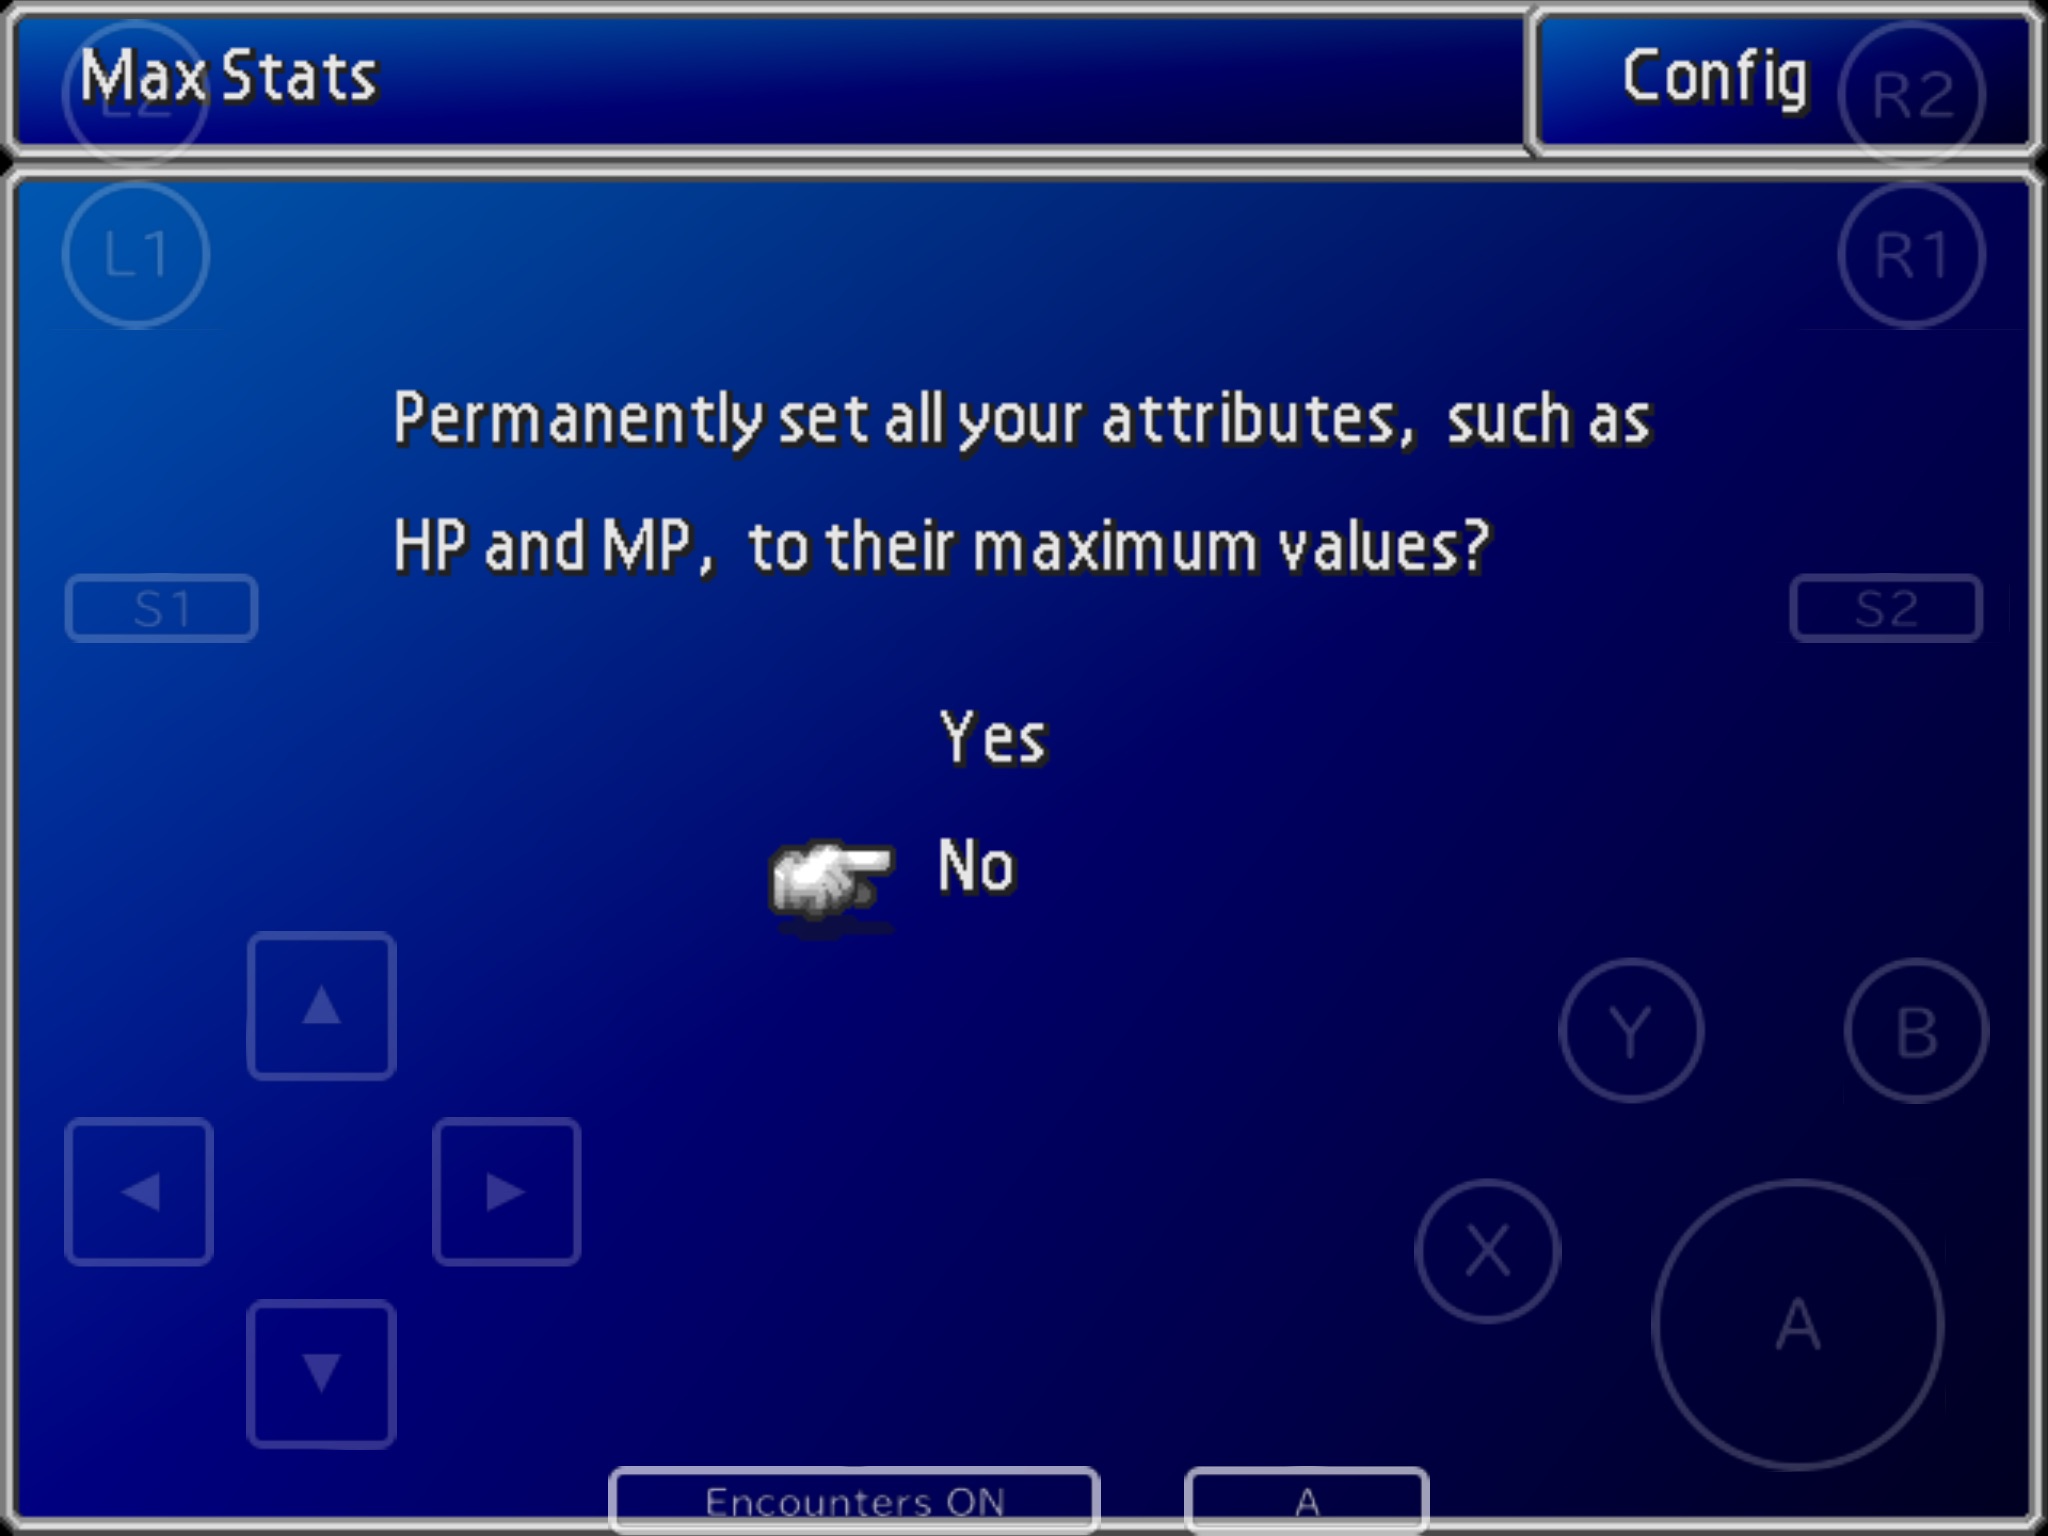 Max Stats
Config
L2
R2
L1
R1
Permanently set all your attributes, such as
HP and MP, to their maximum values?
S1
S2
Yes
No
▲
Y
B
◀
▶
X
A
▼
Encounters ON
A